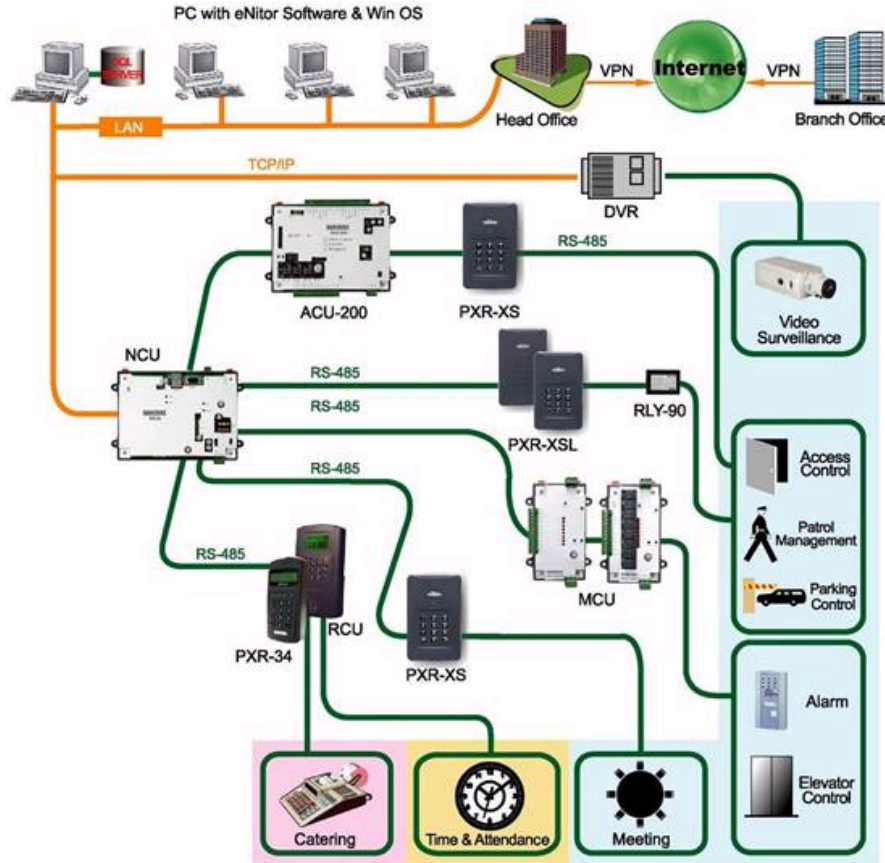 PC with eNitor Software & Win OS
SQL
SERVER
LAN
Head Office
VPN
Internet
VPN
Branch Office
TCP/IP
DVR
ACU-200
PXR-XS
RS-485
Video
Surveillance
NCU
RS-485
RS-485
PXR-XSL
RLY-90
Access
Control
RS-485
Patrol
Management
RS-485
MCU
Parking
Control
RCU
PXR-34
PXR-XS
Alarm
Elevator
Control
Catering
Time & Attendance
Meeting